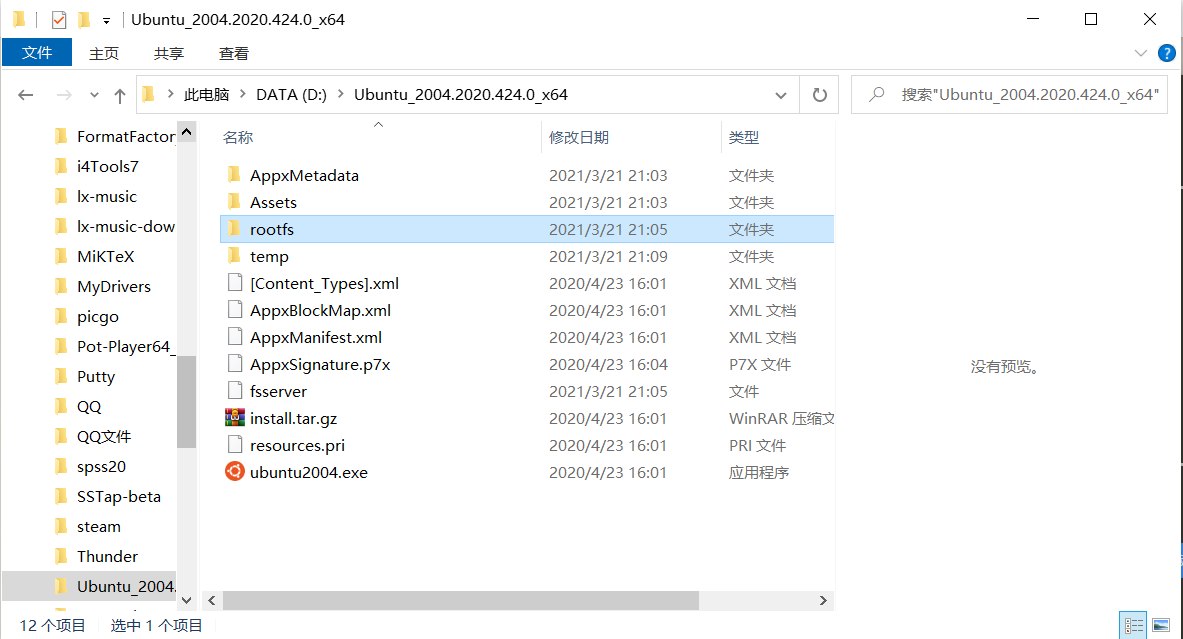 Ubuntu_2004.2020.424.0_x64
文件 主页 共享 查看
此电脑 DATA (D:) Ubuntu_2004.2020.424.0_x64
搜索"Ubuntu_2004.2020.424.0_x64"
FormatFactory
i4Tools7
lx-music
lx-music-dow
MiKTeX
MyDrivers
picgo
Pot-Player64_
Putty
QQ
QQ文件
spss20
SSTap-beta
steam
Thunder
Ubuntu_2004.
名称 修改日期 类型
AppxMetadata 2021/3/21 21:03 文件夹
Assets 2021/3/21 21:03 文件夹
rootfs 2021/3/21 21:05 文件夹
temp 2021/3/21 21:09 文件夹
[Content_Types].xml 2020/4/23 16:01 XML 文档
AppxBlockMap.xml 2020/4/23 16:01 XML 文档
AppxManifest.xml 2020/4/23 16:01 XML 文档
AppxSignature.p7x 2020/4/23 16:04 P7X 文件
fsserver 2021/3/21 21:05 文件
install.tar.gz 2020/4/23 16:01 WinRAR 压缩文
resources.pri 2020/4/23 16:01 PRI 文件
ubuntu2004.exe 2020/4/23 16:01 应用程序
没有预览。
12 个项目 选中 1 个项目